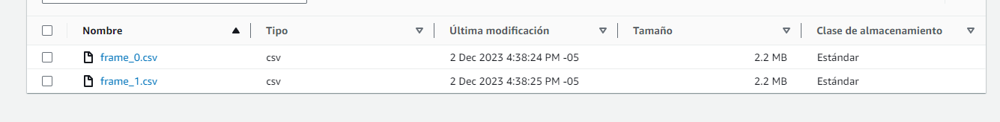 Nombre Tipo Última modificación Tamaño Clase de almacenamiento
frame_0.csv csv 2 Dec 2023 4:38:24 PM -05 2.2 MB Estándar
frame_1.csv csv 2 Dec 2023 4:38:25 PM -05 2.2 MB Estándar